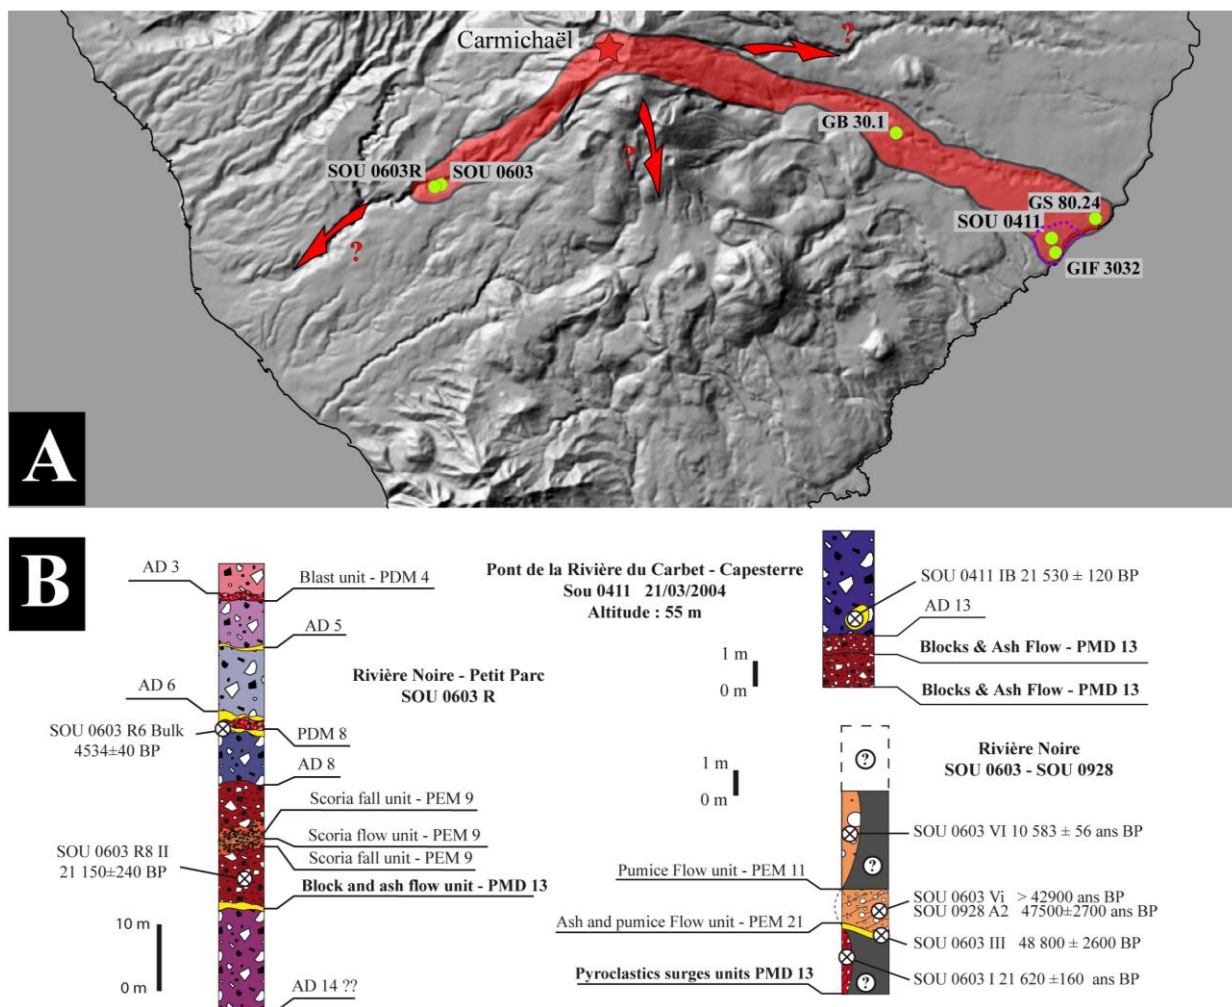 Carmichaël
?
GB 30.1
SOU 0603R
SOU 0603
?
GS 80.24
SOU 0411
?
GIF 3032
A
B
AD 3
Blast unit - PDM 4
AD 5
Rivière Noire - Petit Parc
SOU 0603 R
AD 6
SOU 0603 R6 Bulk
4534±40 BP
PDM 8
AD 8
Scoria fall unit - PEM 9
Scoria flow unit - PEM 9
Scoria fall unit - PEM 9
SOU 0603 R8 II
21 150±240 BP
Block and ash flow unit - PMD 13
10 m
0 m
AD 14 ??
Pont de la Rivière du Carbet - Capesterre
Sou 0411 21/03/2004
Altitude : 55 m
SOU 0411 IB 21 530 ± 120 BP
AD 13
1 m
0 m
Blocks & Ash Flow - PMD 13
Blocks & Ash Flow - PMD 13
1 m
0 m
?
Rivière Noire
SOU 0603 - SOU 0928
SOU 0603 VI 10 583 ± 56 ans BP
?
Pumice Flow unit - PEM 11
SOU 0603 Vi > 42900 ans BP
SOU 0928 A2 47500±2700 ans BP
Ash and pumice Flow unit - PEM 21
SOU 0603 III 48 800 ± 2600 BP
Pyroclastics surges units PMD 13
SOU 0603 I 21 620 ±160 ans BP
?